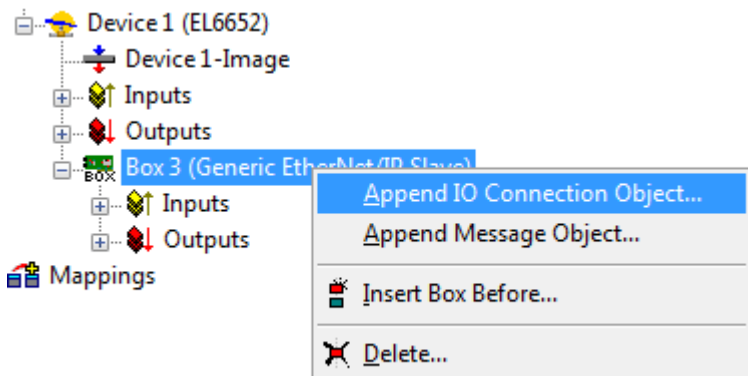 Device 1 (EL6652)
Device 1-Image
Inputs
Outputs
BOX Box 3 (Generic EtherNet/IP Slave)
Append IO Connection Object...
Inputs
Append Message Object...
Outputs
Mappings
Insert Box Before...
Delete...